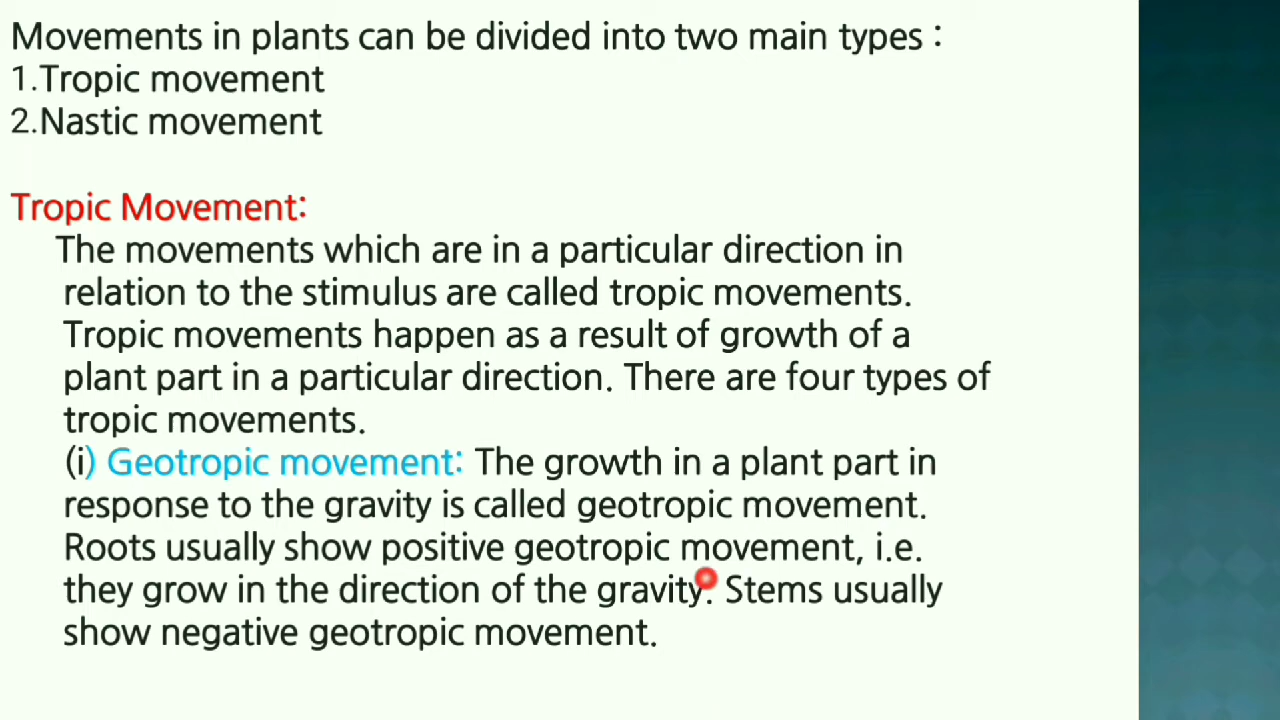 Movements in plants can be divided into two main types :
1.Tropic movement
2.Nastic movement
Tropic Movement:
The movements which are in a particular direction in
relation to the stimulus are called tropic movements.
Tropic movements happen as a result of growth of a
plant part in a particular direction. There are four types of
tropic movements.
(i) Geotropic movement: The growth in a plant part in
response to the gravity is called geotropic movement.
Roots usually show positive geotropic movement, i.e.
they grow in the direction of the gravity. Stems usually
show negative geotropic movement.